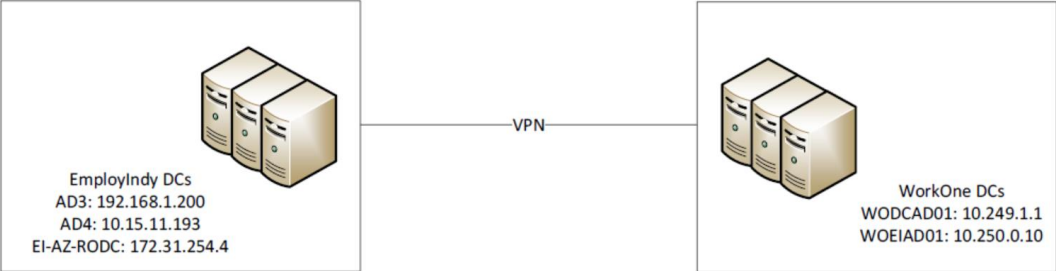 VPN
EmployIndy DCs
AD3: 192.168.1.200
AD4: 10.15.11.193
EI-AZ-RODC: 172.31.254.4
WorkOne DCs
WODCAD01: 10.249.1.1
WOEIAD01: 10.250.0.10